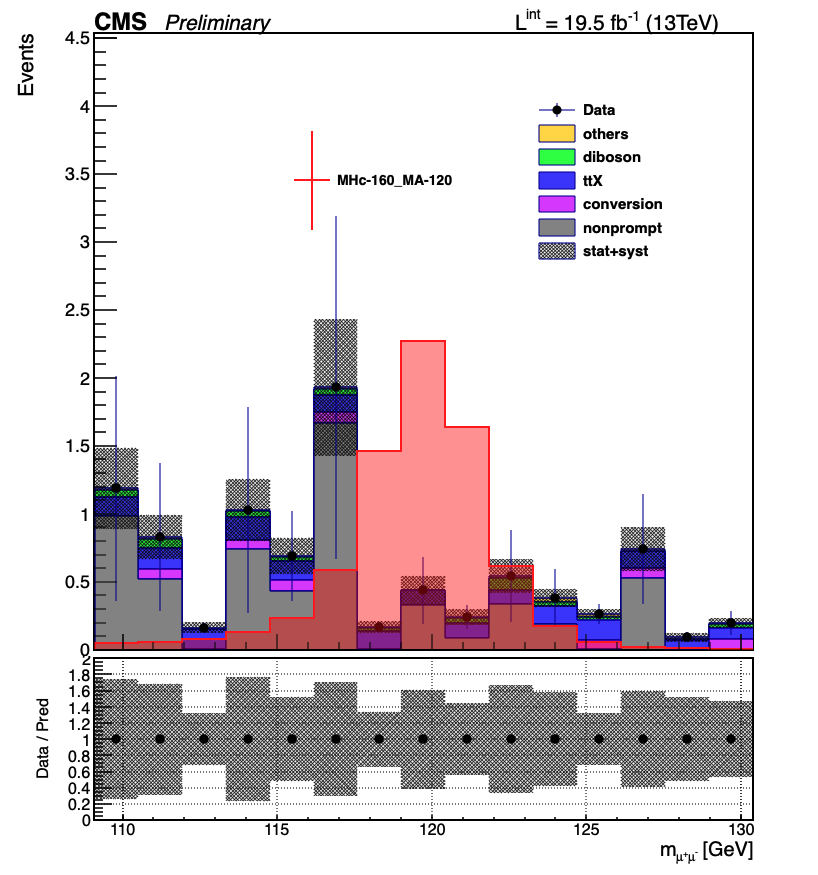 CMS Preliminary L^int = 19.5 fb^-1 (13TeV)
Events
4.5
4
3.5
3
2.5
2
1.5
1
0.5
0
Data
others
diboson
ttX
conversion
nonprompt
stat+syst
MHc-160_MA-120
Data / Pred
2
1.8
1.6
1.4
1.2
1
0.8
0.6
0.4
0.2
0
110 115 120 125 130
m_μ+μ- [GeV]